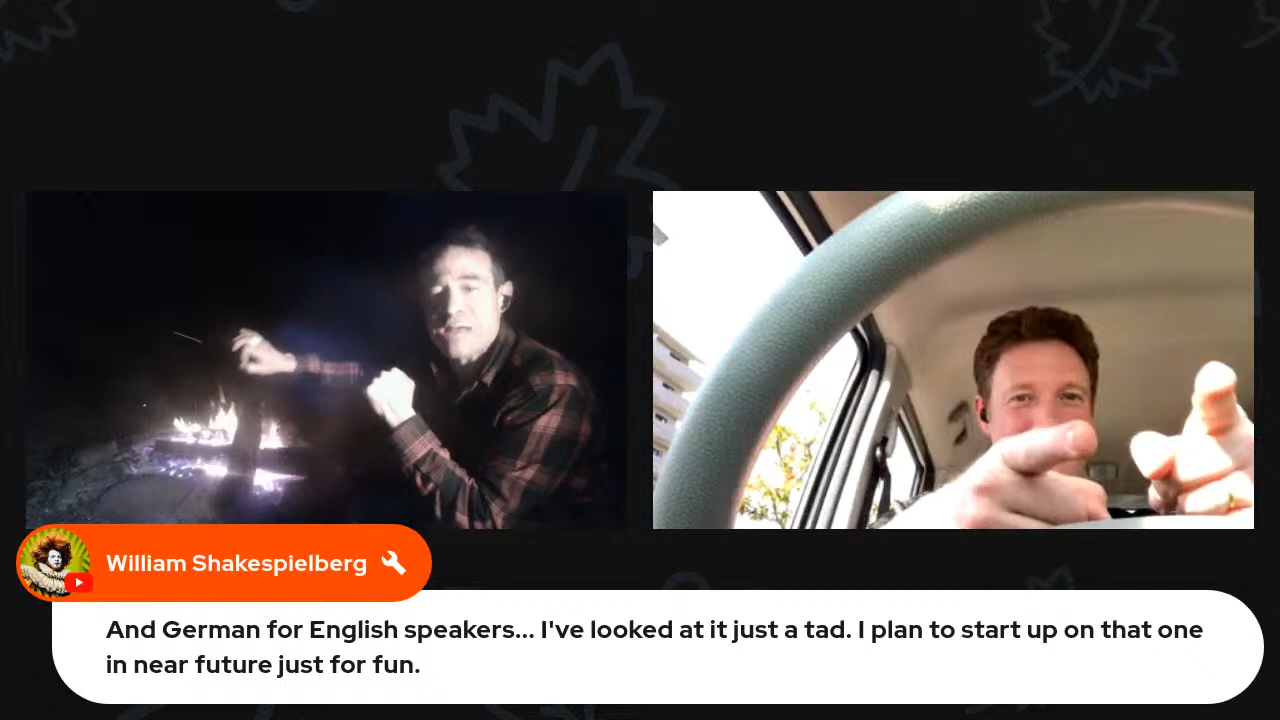 William Shakespielberg
And German for English speakers... I've looked at it just a tad. I plan to start up on that one
in near future just for fun.